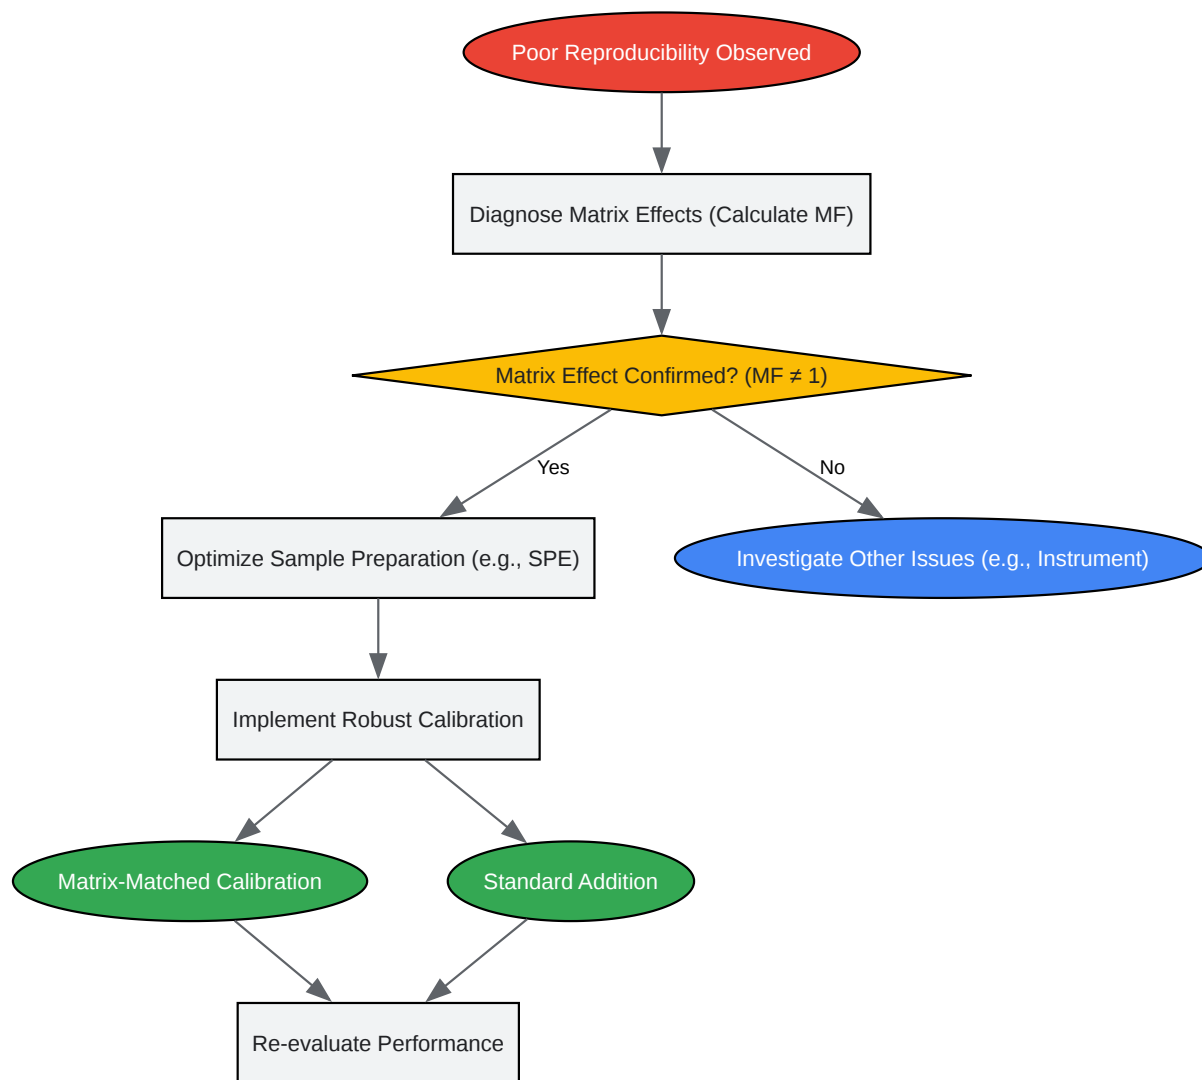 Poor Reproducibility Observed
Diagnose Matrix Effects (Calculate MF)
Matrix Effect Confirmed? (MF ≠ 1)
Yes
No
Optimize Sample Preparation (e.g., SPE)
Investigate Other Issues (e.g., Instrument)
Implement Robust Calibration
Matrix-Matched Calibration
Standard Addition
Re-evaluate Performance